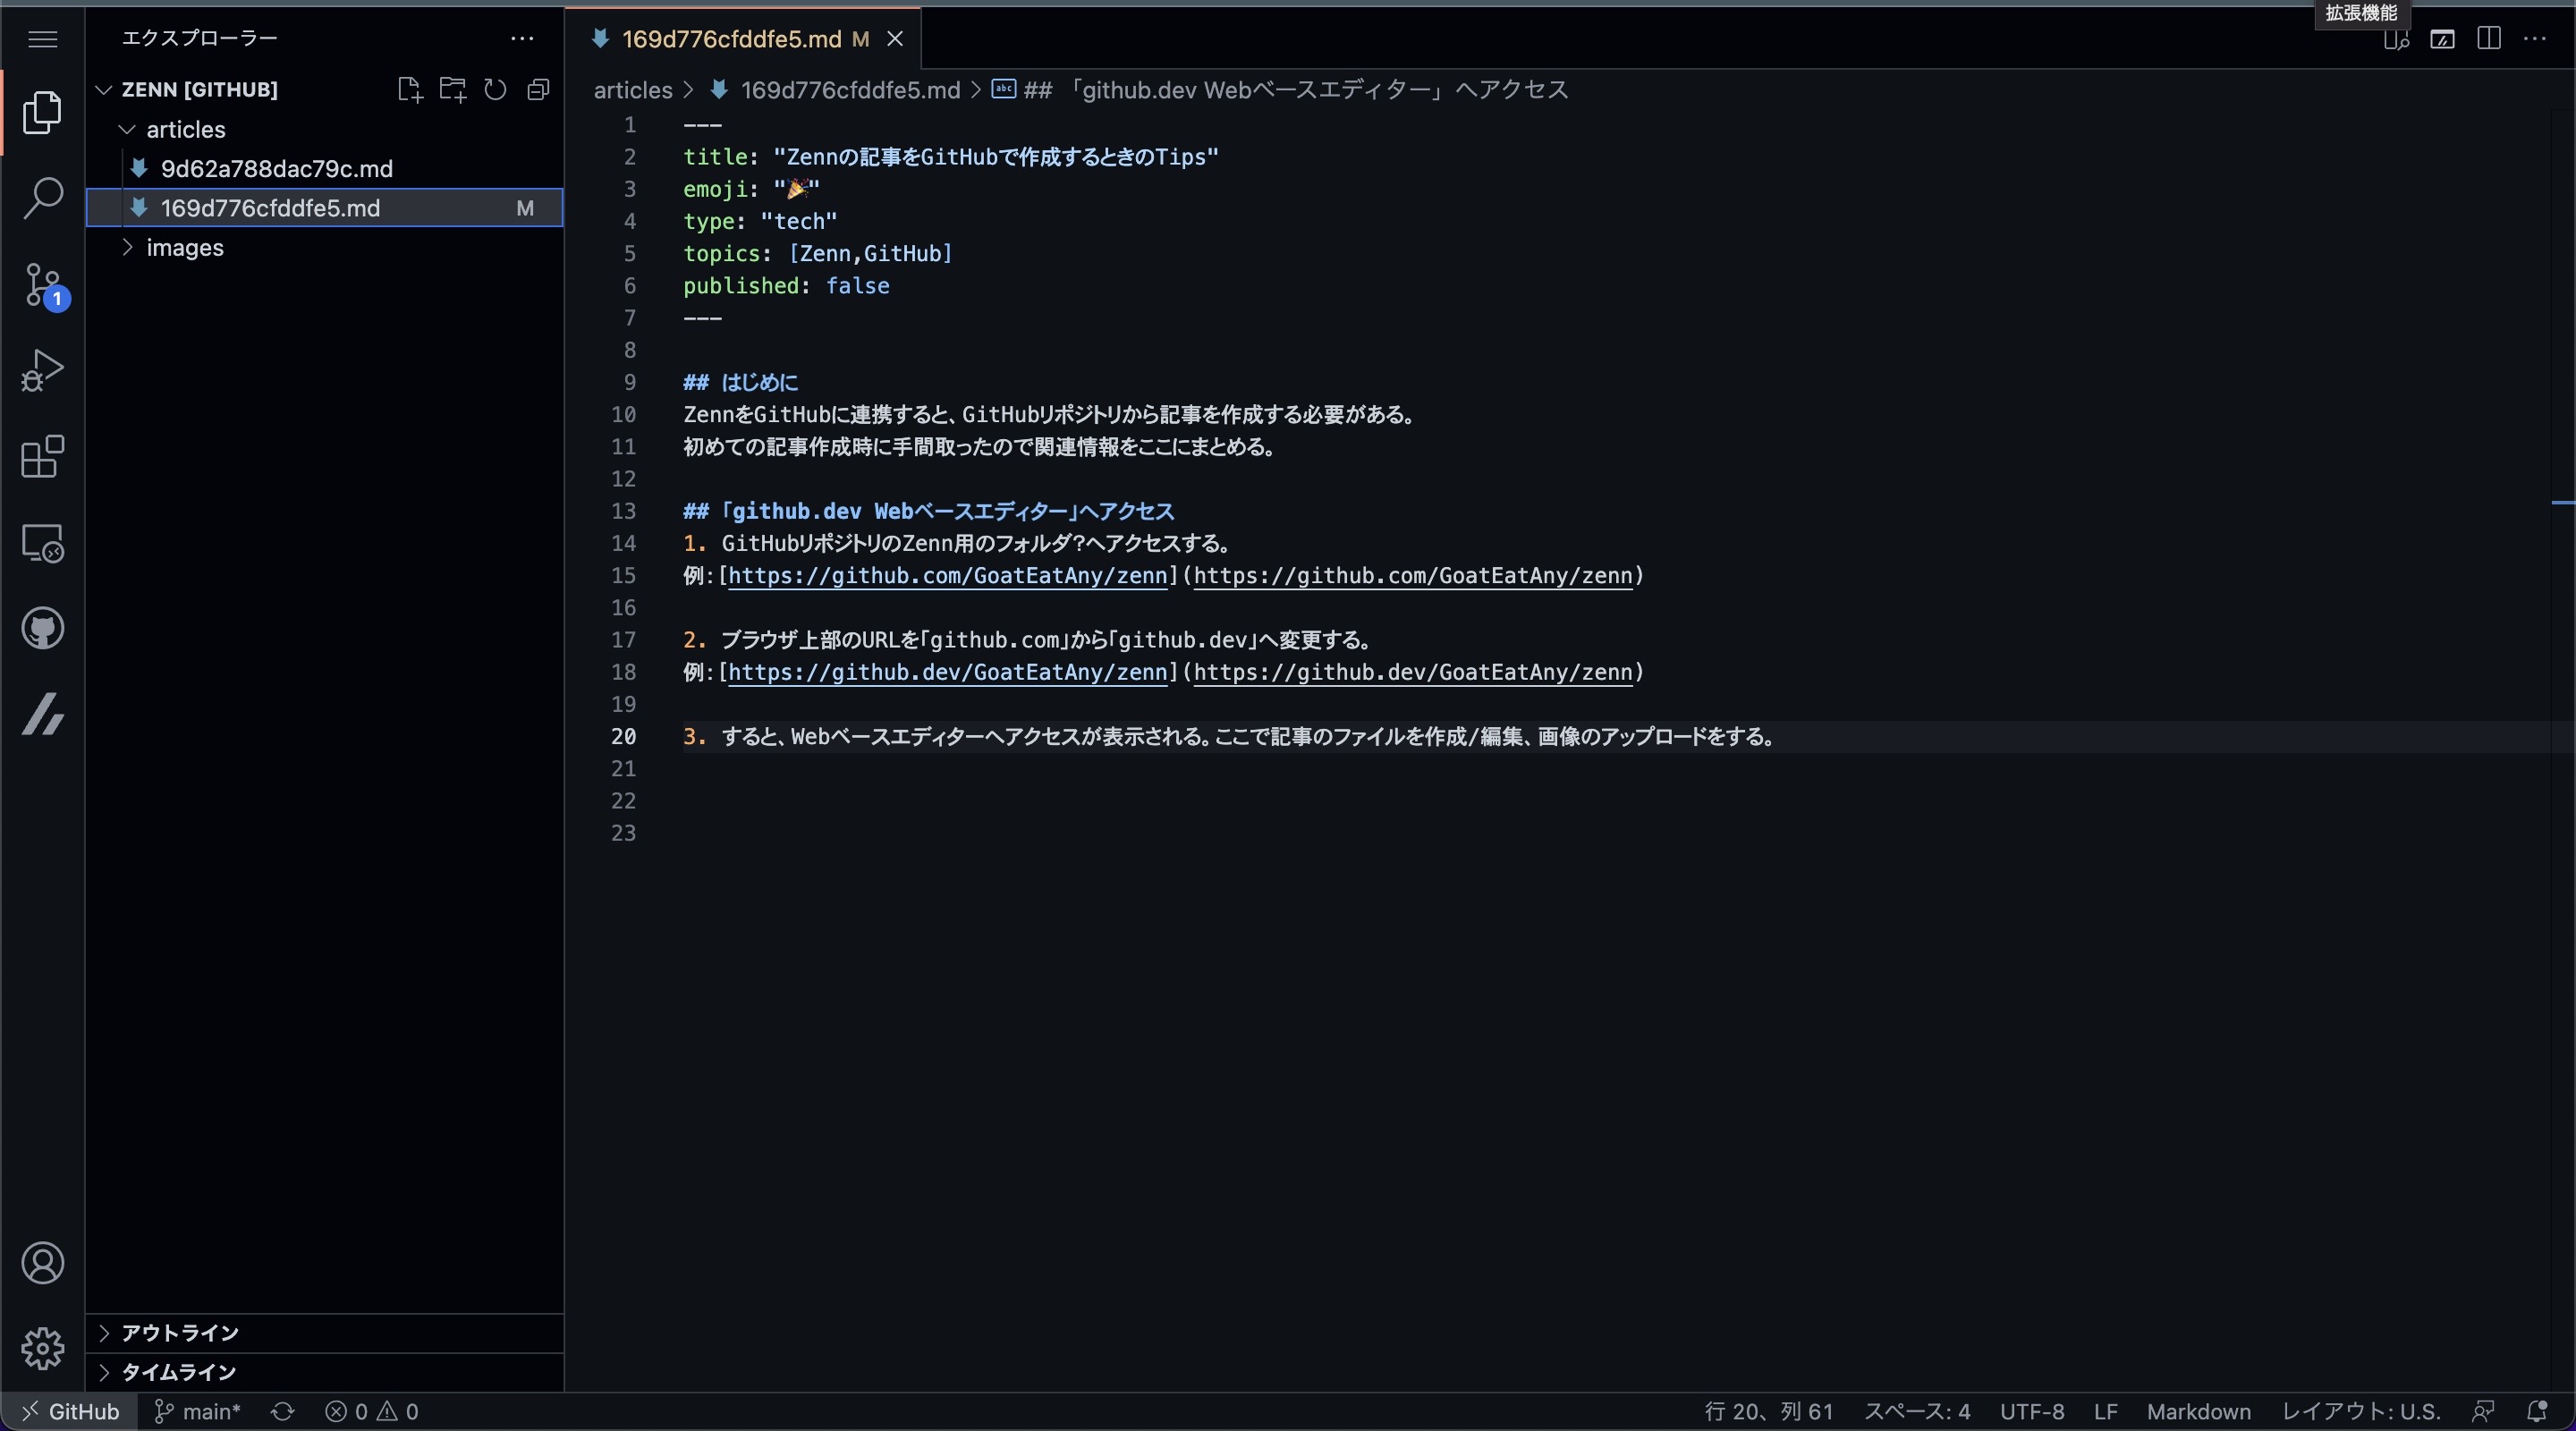 拡張機能
エクスプローラー
169d776cfddfe5.md M
ZENN [GITHUB]
articles
9d62a788dac79c.md
169d776cfddfe5.md M
images
1
articles > 169d776cfddfe5.md > ## 「github.dev Webベースエディター」へアクセス
1 ---
2 title: "Zennの記事をGitHubで作成するときのTips"
3 emoji: "🎉"
4 type: "tech"
5 topics: [Zenn,GitHub]
6 published: false
7 ---
8
9 ## はじめに
10 ZennをGitHubに連携すると、GitHubリポジトリから記事を作成する必要がある。
11 初めての記事作成時に手間取ったので関連情報をここにまとめる。
12
13 ## 「github.dev Webベースエディター」へアクセス
14 1. GitHubリポジトリのZenn用のフォルダ?へアクセスする。
15 例：[https://github.com/GoatEatAny/zenn](https://github.com/GoatEatAny/zenn)
16
17 2. ブラウザ上部のURLを「github.com」から「github.dev」へ変更する。
18 例：[https://github.dev/GoatEatAny/zenn](https://github.dev/GoatEatAny/zenn)
19
20 3. すると、Webベースエディターへアクセスが表示される。ここで記事のファイルを作成/編集、画像のアップロードをする。
21
22
23
アウトライン
タイムライン
GitHub main* 0 0 行 20、列 61 スペース: 4 UTF-8 LF Markdown レイアウト: U.S.